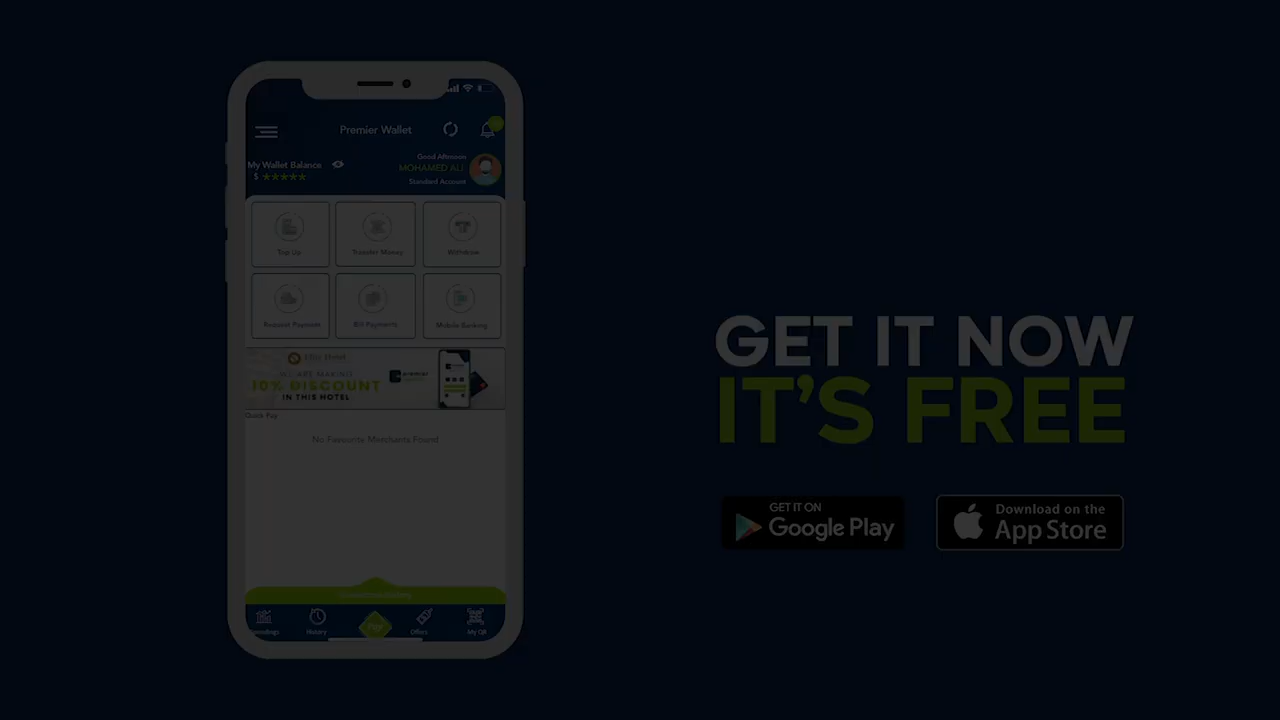 Premier Wallet
My Wallet Balance
$ ★★★★★
Good Afternoon
MOHAMED ALI
Standard Account
Top Up
Transfer Money
Withdraw
Request Payment
Bill Payments
Mobile Banking
WE ARE MAKING
10% DISCOUNT
IN THIS HOTEL
premier
Quick Pay
No Favourite Merchants Found
History
Pay
Offers
My QR
GET IT NOW
IT'S FREE
GET IT ON
Google Play
Download on the
App Store